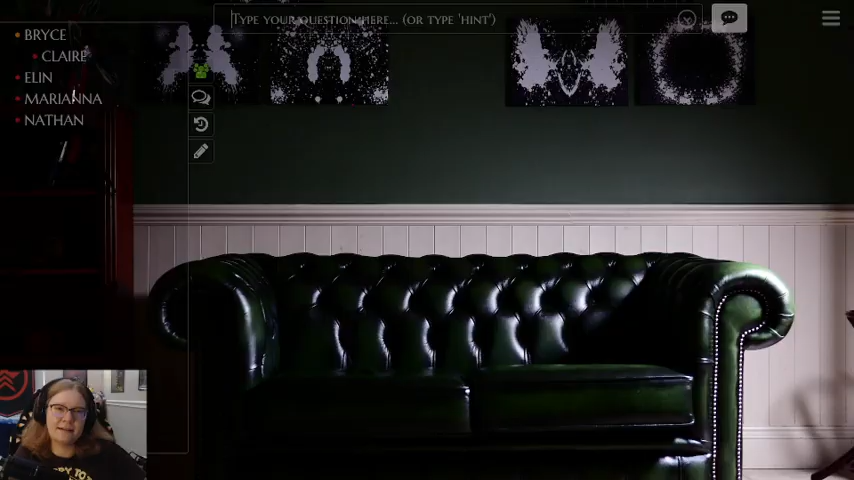 Type your question here... (or type 'hint')
Bryce
Claire
Elin
Marianna
Nathan